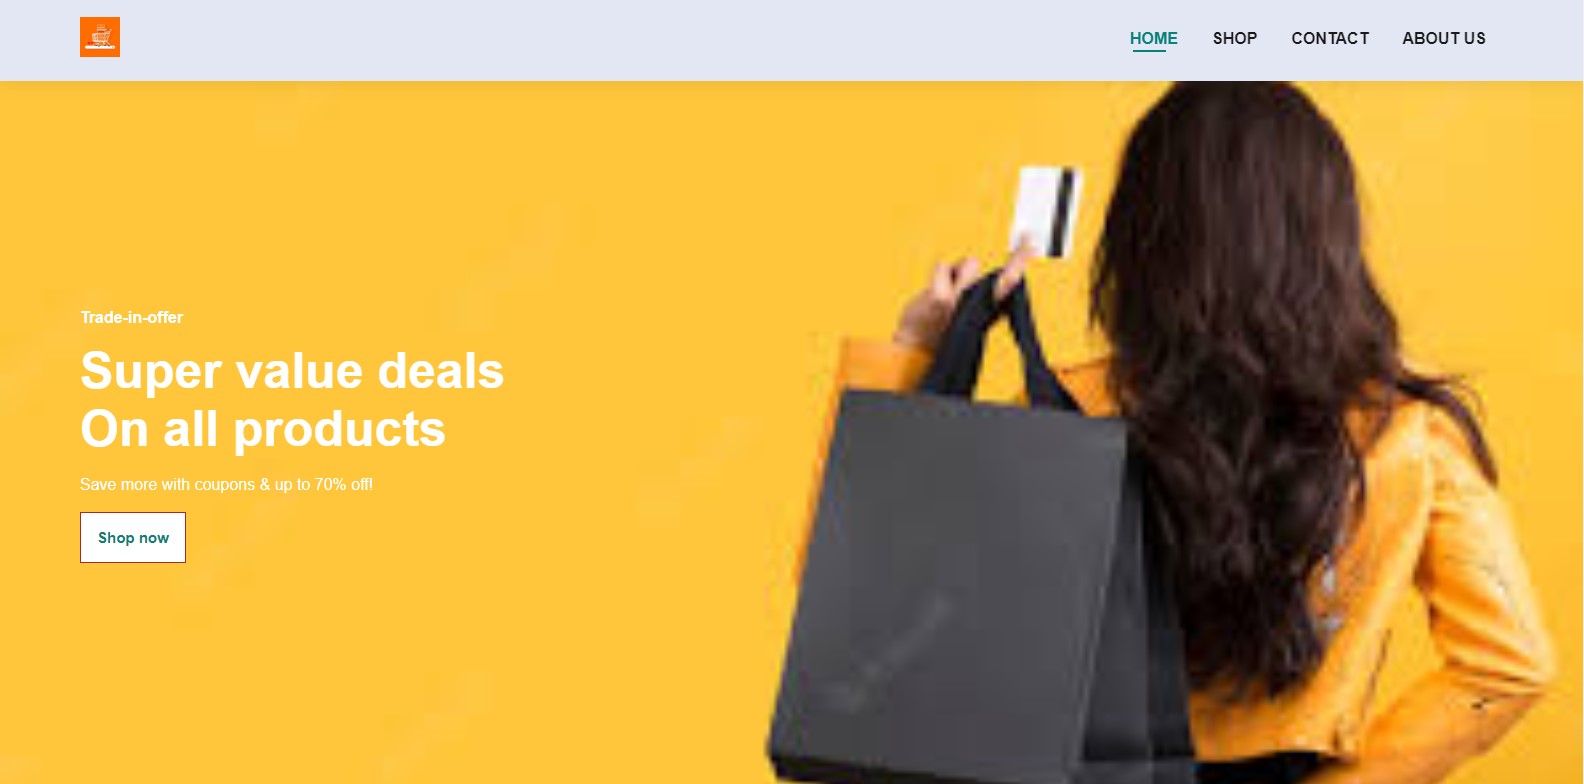 HOME
SHOP
CONTACT
ABOUT US
Trade-in-offer
Super value deals
On all products
Save more with coupons & up to 70% off!
Shop now